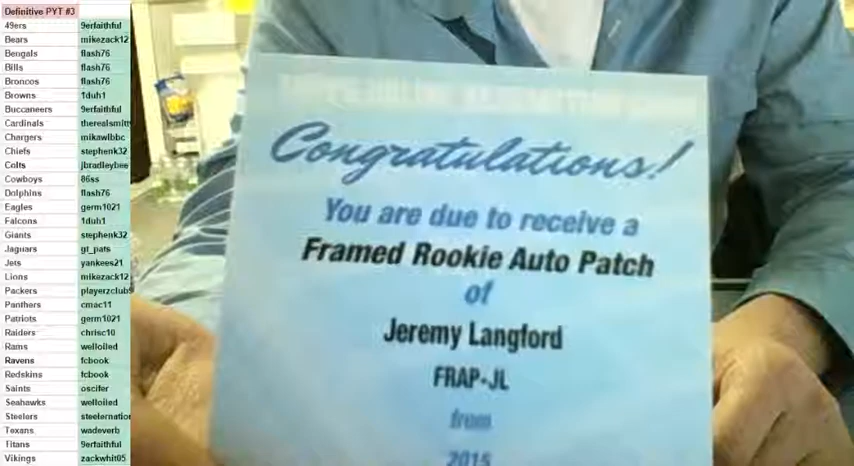 Definitive PYT #3
49ers 9erfaithful
Bears mikezack12
Bengals flash76
Bills flash76
Broncos flash76
Browns 1duh1
Buccaneers 9erfaithful
Cardinals therealsmitt
Chargers mikawlbbc
Chiefs stephenk32
Colts jbradleybee
Cowboys 86ss
Dolphins flash76
Eagles germ1021
Falcons 1duh1
Giants stephenk32
Jaguars gt_pats
Jets yankees21
Lions mikezack12
Packers playerzclub
Panthers cmac11
Patriots germ1021
Raiders chrisc10
Rams welloiled
Ravens fcbook
Redskins fcbook
Saints oscifer
Seahawks welloiled
Steelers steelernation
Texans wadeverb
Titans 9erfaithful
Vikings zackwhit05
Congratulations!
You are due to receive a
Framed Rookie Auto Patch
of
Jeremy Langford
FRAP-JL
from
2015